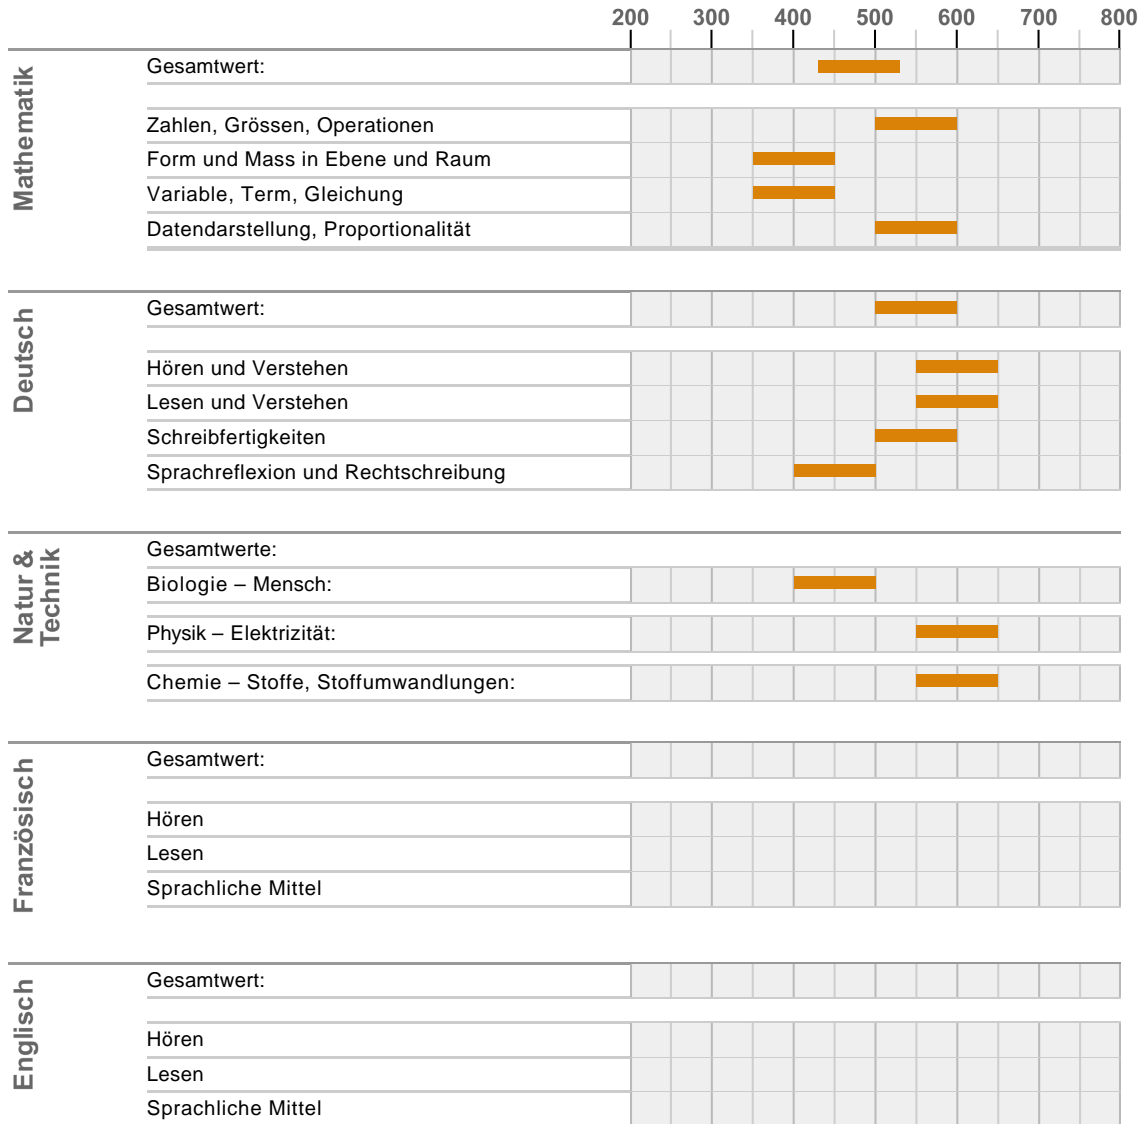 200 300 400 500 600 700 800
Mathematik
Gesamtwert:
Zahlen, Grössen, Operationen
Form und Mass in Ebene und Raum
Variable, Term, Gleichung
Datendarstellung, Proportionalität
Deutsch
Gesamtwert:
Hören und Verstehen
Lesen und Verstehen
Schreibfertigkeiten
Sprachreflexion und Rechtschreibung
Natur &
Technik
Gesamtwerte:
Biologie – Mensch:
Physik – Elektrizität:
Chemie – Stoffe, Stoffumwandlungen:
Französisch
Gesamtwert:
Hören
Lesen
Sprachliche Mittel
Englisch
Gesamtwert:
Hören
Lesen
Sprachliche Mittel